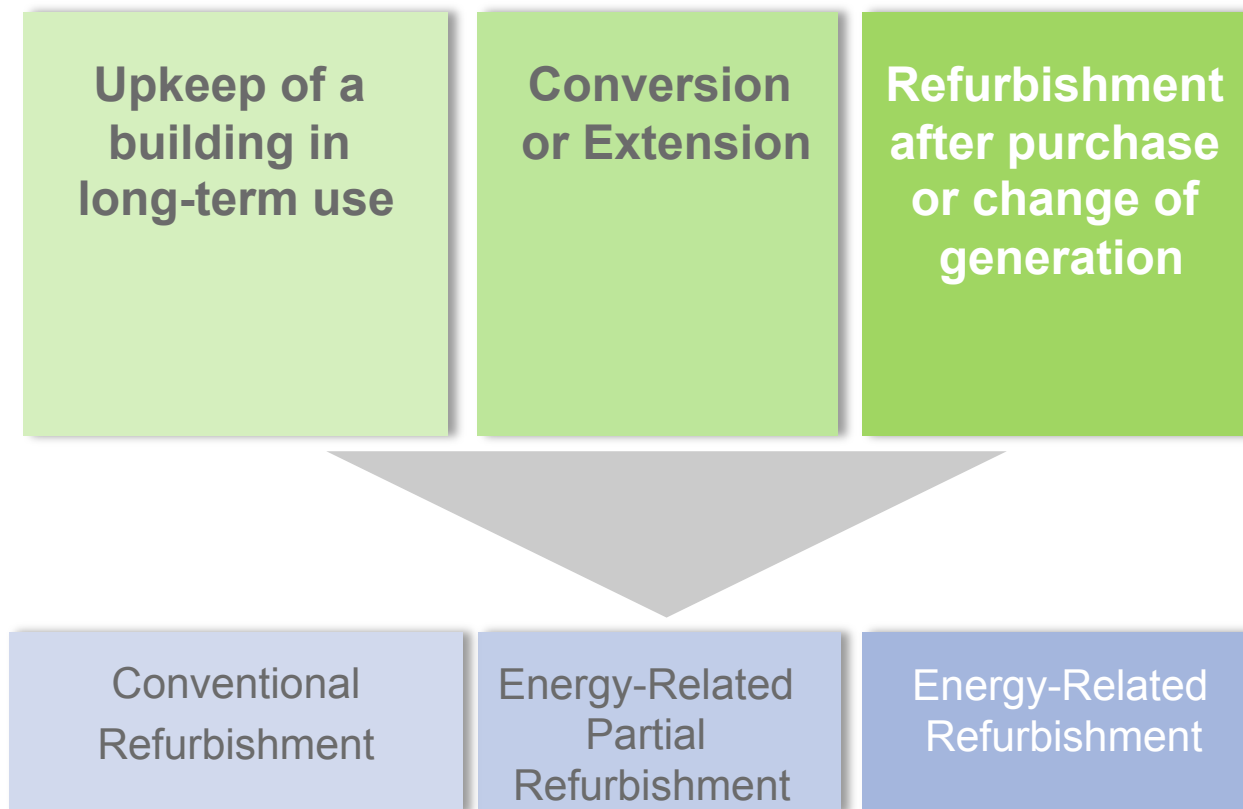 Upkeep of a
building in
long-term use
Conversion
or Extension
Refurbishment
after purchase
or change of
generation
Conventional
Refurbishment
Energy-Related
Partial
Refurbishment
Energy-Related
Refurbishment